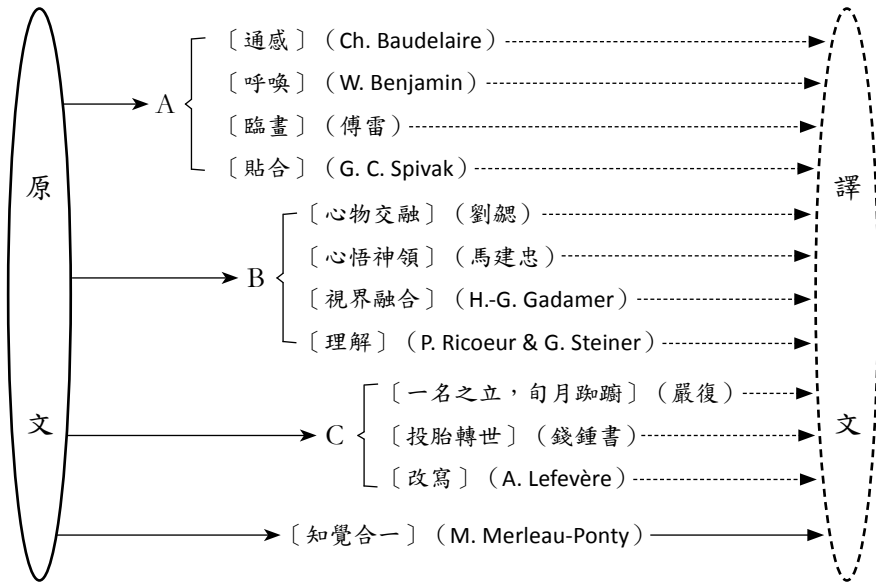 〔通感〕（Ch. Baudelaire）
〔呼喚〕（W. Benjamin）
A
〔臨畫〕（傅雷）
〔貼合〕（G. C. Spivak）
原
譯
〔心物交融〕（劉勰）
〔心悟神領〕（馬建忠）
B
〔視界融合〕（H.-G. Gadamer）
〔理解〕（P. Ricoeur & G. Steiner）
〔一名之立，旬月踟躕〕（嚴復）
文
C
〔投胎轉世〕（錢鍾書）
文
〔改寫〕（A. Lefevère）
〔知覺合一〕（M. Merleau-Ponty）